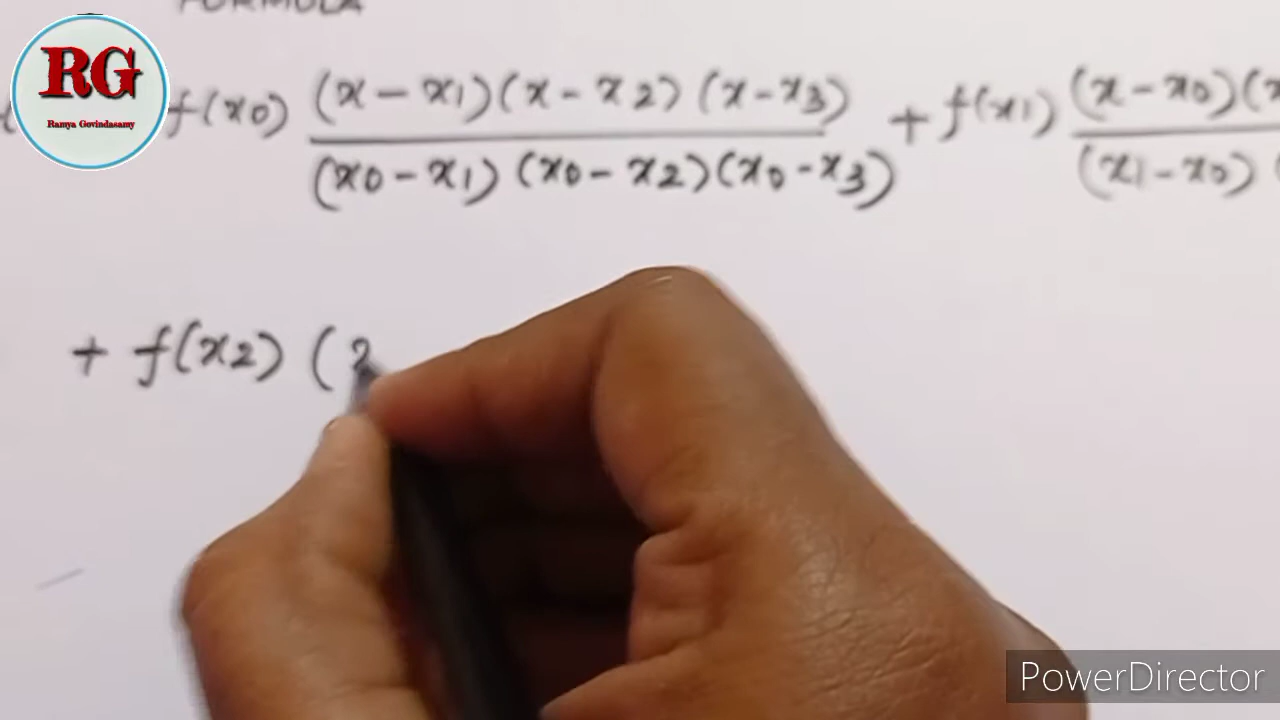 FORMULA
RG
Ramya Govindasamy
f(x0) (x-x1)(x-x2)(x-x3) + f(x1) (x-x0)(x
(x0-x1)(x0-x2)(x0-x3) (x1-x0)(
+ f(x2) (x
PowerDirector